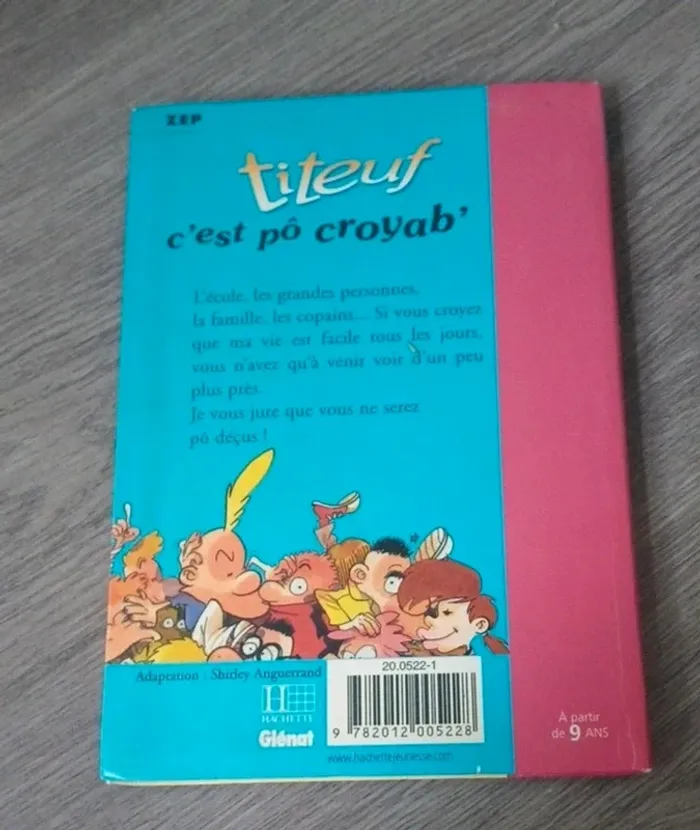 ZEP
titeuf
c'est pô croyab'
L'école, les grandes personnes,
la famille, les copains... Si vous croyez
que ma vie est facile tous les jours,
vous n'avez qu'à venir voir d'un peu
plus près.
Je vous jure que vous ne serez
pô déçus !
Adaptation : Shirley Anguerrand
20.0522-1
H
HACHETTE
Glénat
9 782012 005228
www.hachettejeunesse.com
À partir
de 9 ANS